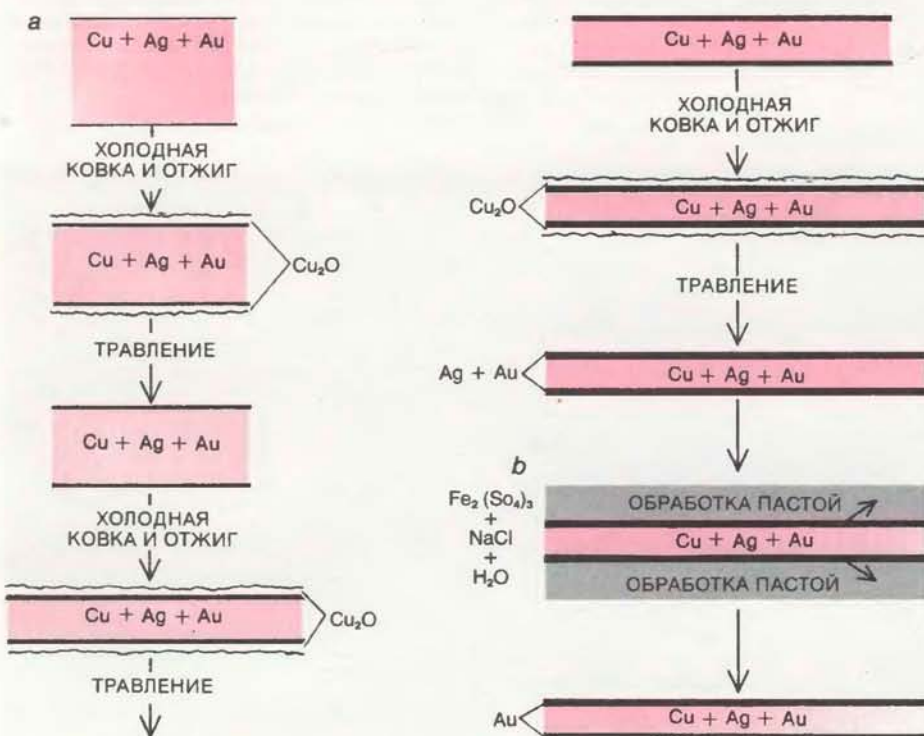 a
Cu + Ag + Au
ХОЛОДНАЯ
КОВКА И ОТЖИГ
Cu + Ag + Au
Cu₂O
ТРАВЛЕНИЕ
Cu + Ag + Au
ХОЛОДНАЯ
КОВКА И ОТЖИГ
Cu + Ag + Au
Cu₂O
ТРАВЛЕНИЕ
Cu + Ag + Au
ХОЛОДНАЯ
КОВКА И ОТЖИГ
Cu₂O
Cu + Ag + Au
ТРАВЛЕНИЕ
Ag + Au
Cu + Ag + Au
b
Fe₂ (So₄)₃
+
NaCl
+
H₂O
ОБРАБОТКА ПАСТОЙ
Cu + Ag + Au
ОБРАБОТКА ПАСТОЙ
Au
Cu + Ag + Au